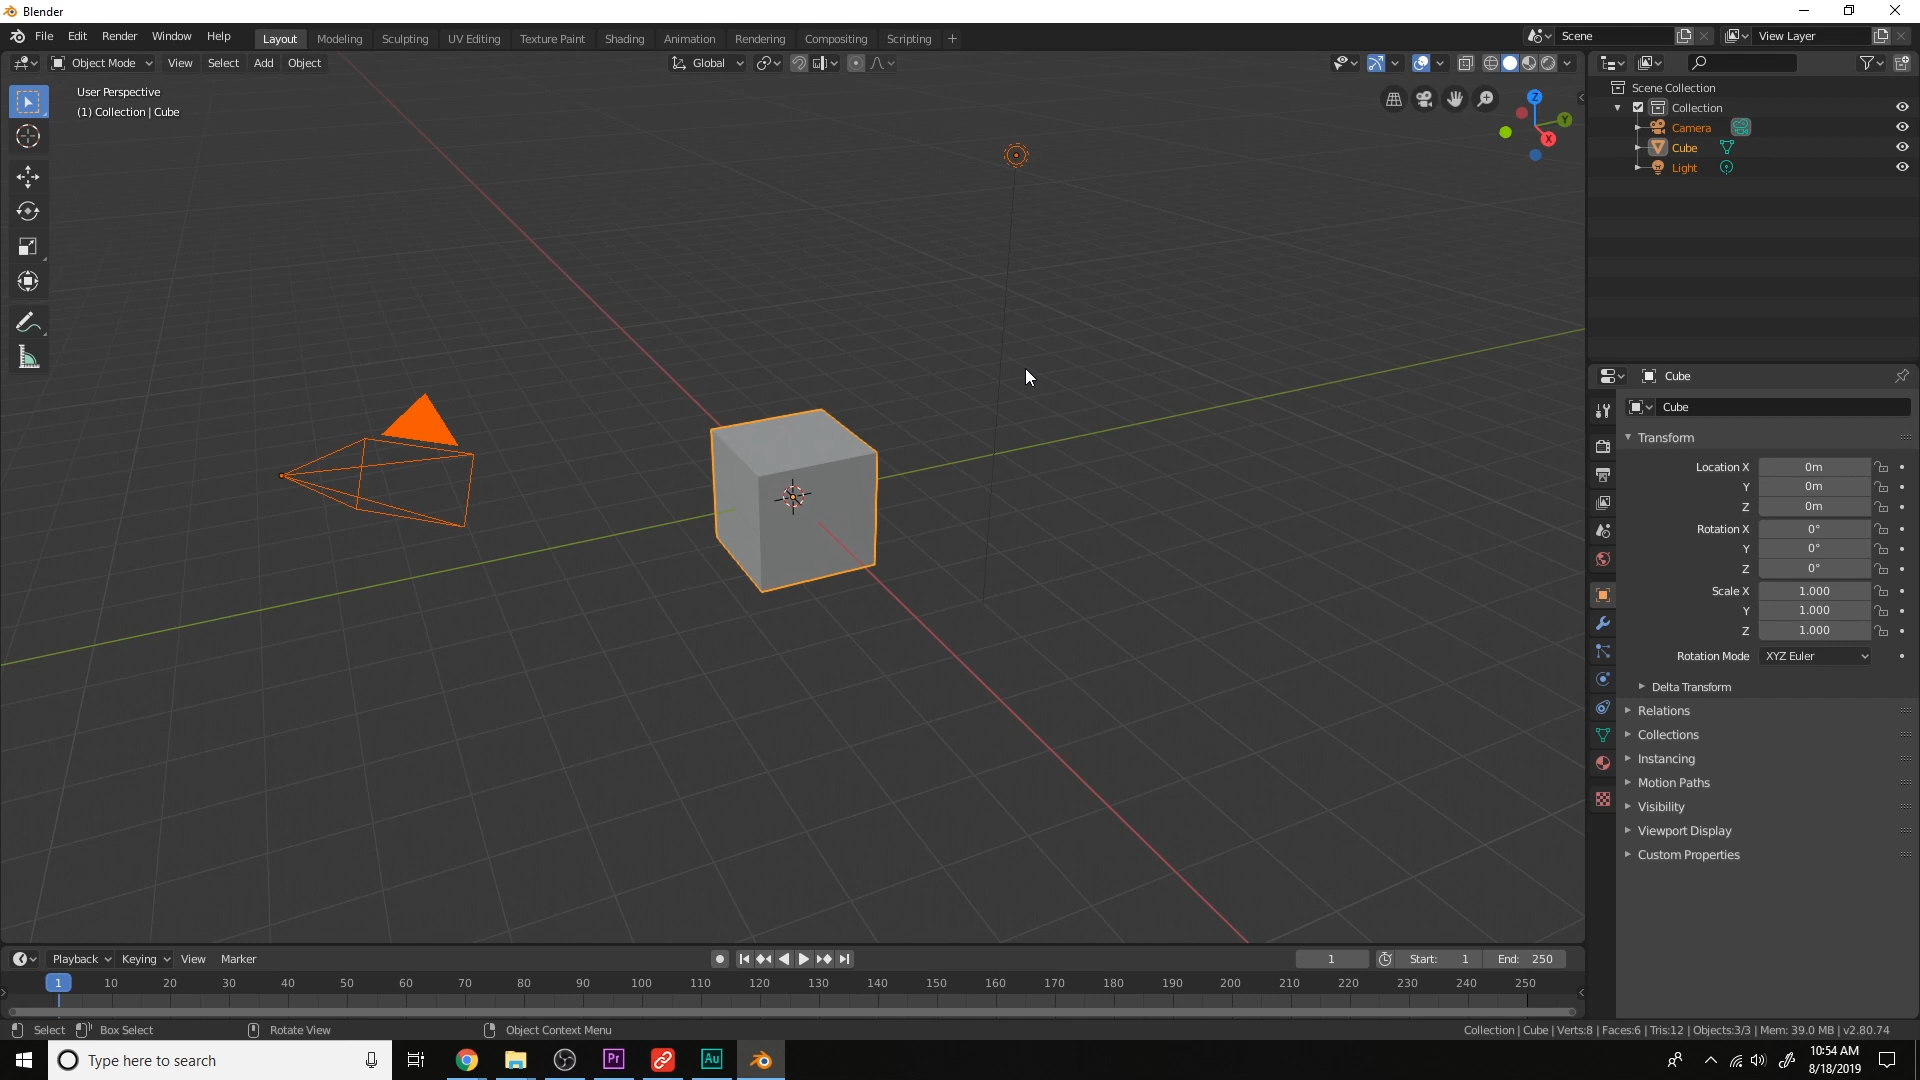 Blender
File Edit Render Window Help Layout Modeling Sculpting UV Editing Texture Paint Shading Animation Rendering Compositing Scripting + Scene View Layer
Object Mode View Select Add Object Global
User Perspective
(1) Collection | Cube
Z
Y
X
Scene Collection
Collection
Camera
Cube
Light
Cube
Cube
Transform
Location X 0m
Y 0m
Z 0m
Rotation X 0°
Y 0°
Z 0°
Scale X 1.000
Y 1.000
Z 1.000
Rotation Mode XYZ Euler
Delta Transform
Relations
Collections
Instancing
Motion Paths
Visibility
Viewport Display
Custom Properties
Playback Keying View Marker 1 Start: 1 End: 250
1 10 20 30 40 50 60 70 80 90 100 110 120 130 140 150 160 170 180 190 200 210 220 230 240 250
Select Box Select Rotate View Object Context Menu Collection | Cube | Verts:8 | Faces:6 | Tris:12 | Objects:3/3 | Mem: 39.0 MB | v2.80.74
Type here to search Pr Au 10:54 AM
8/18/2019